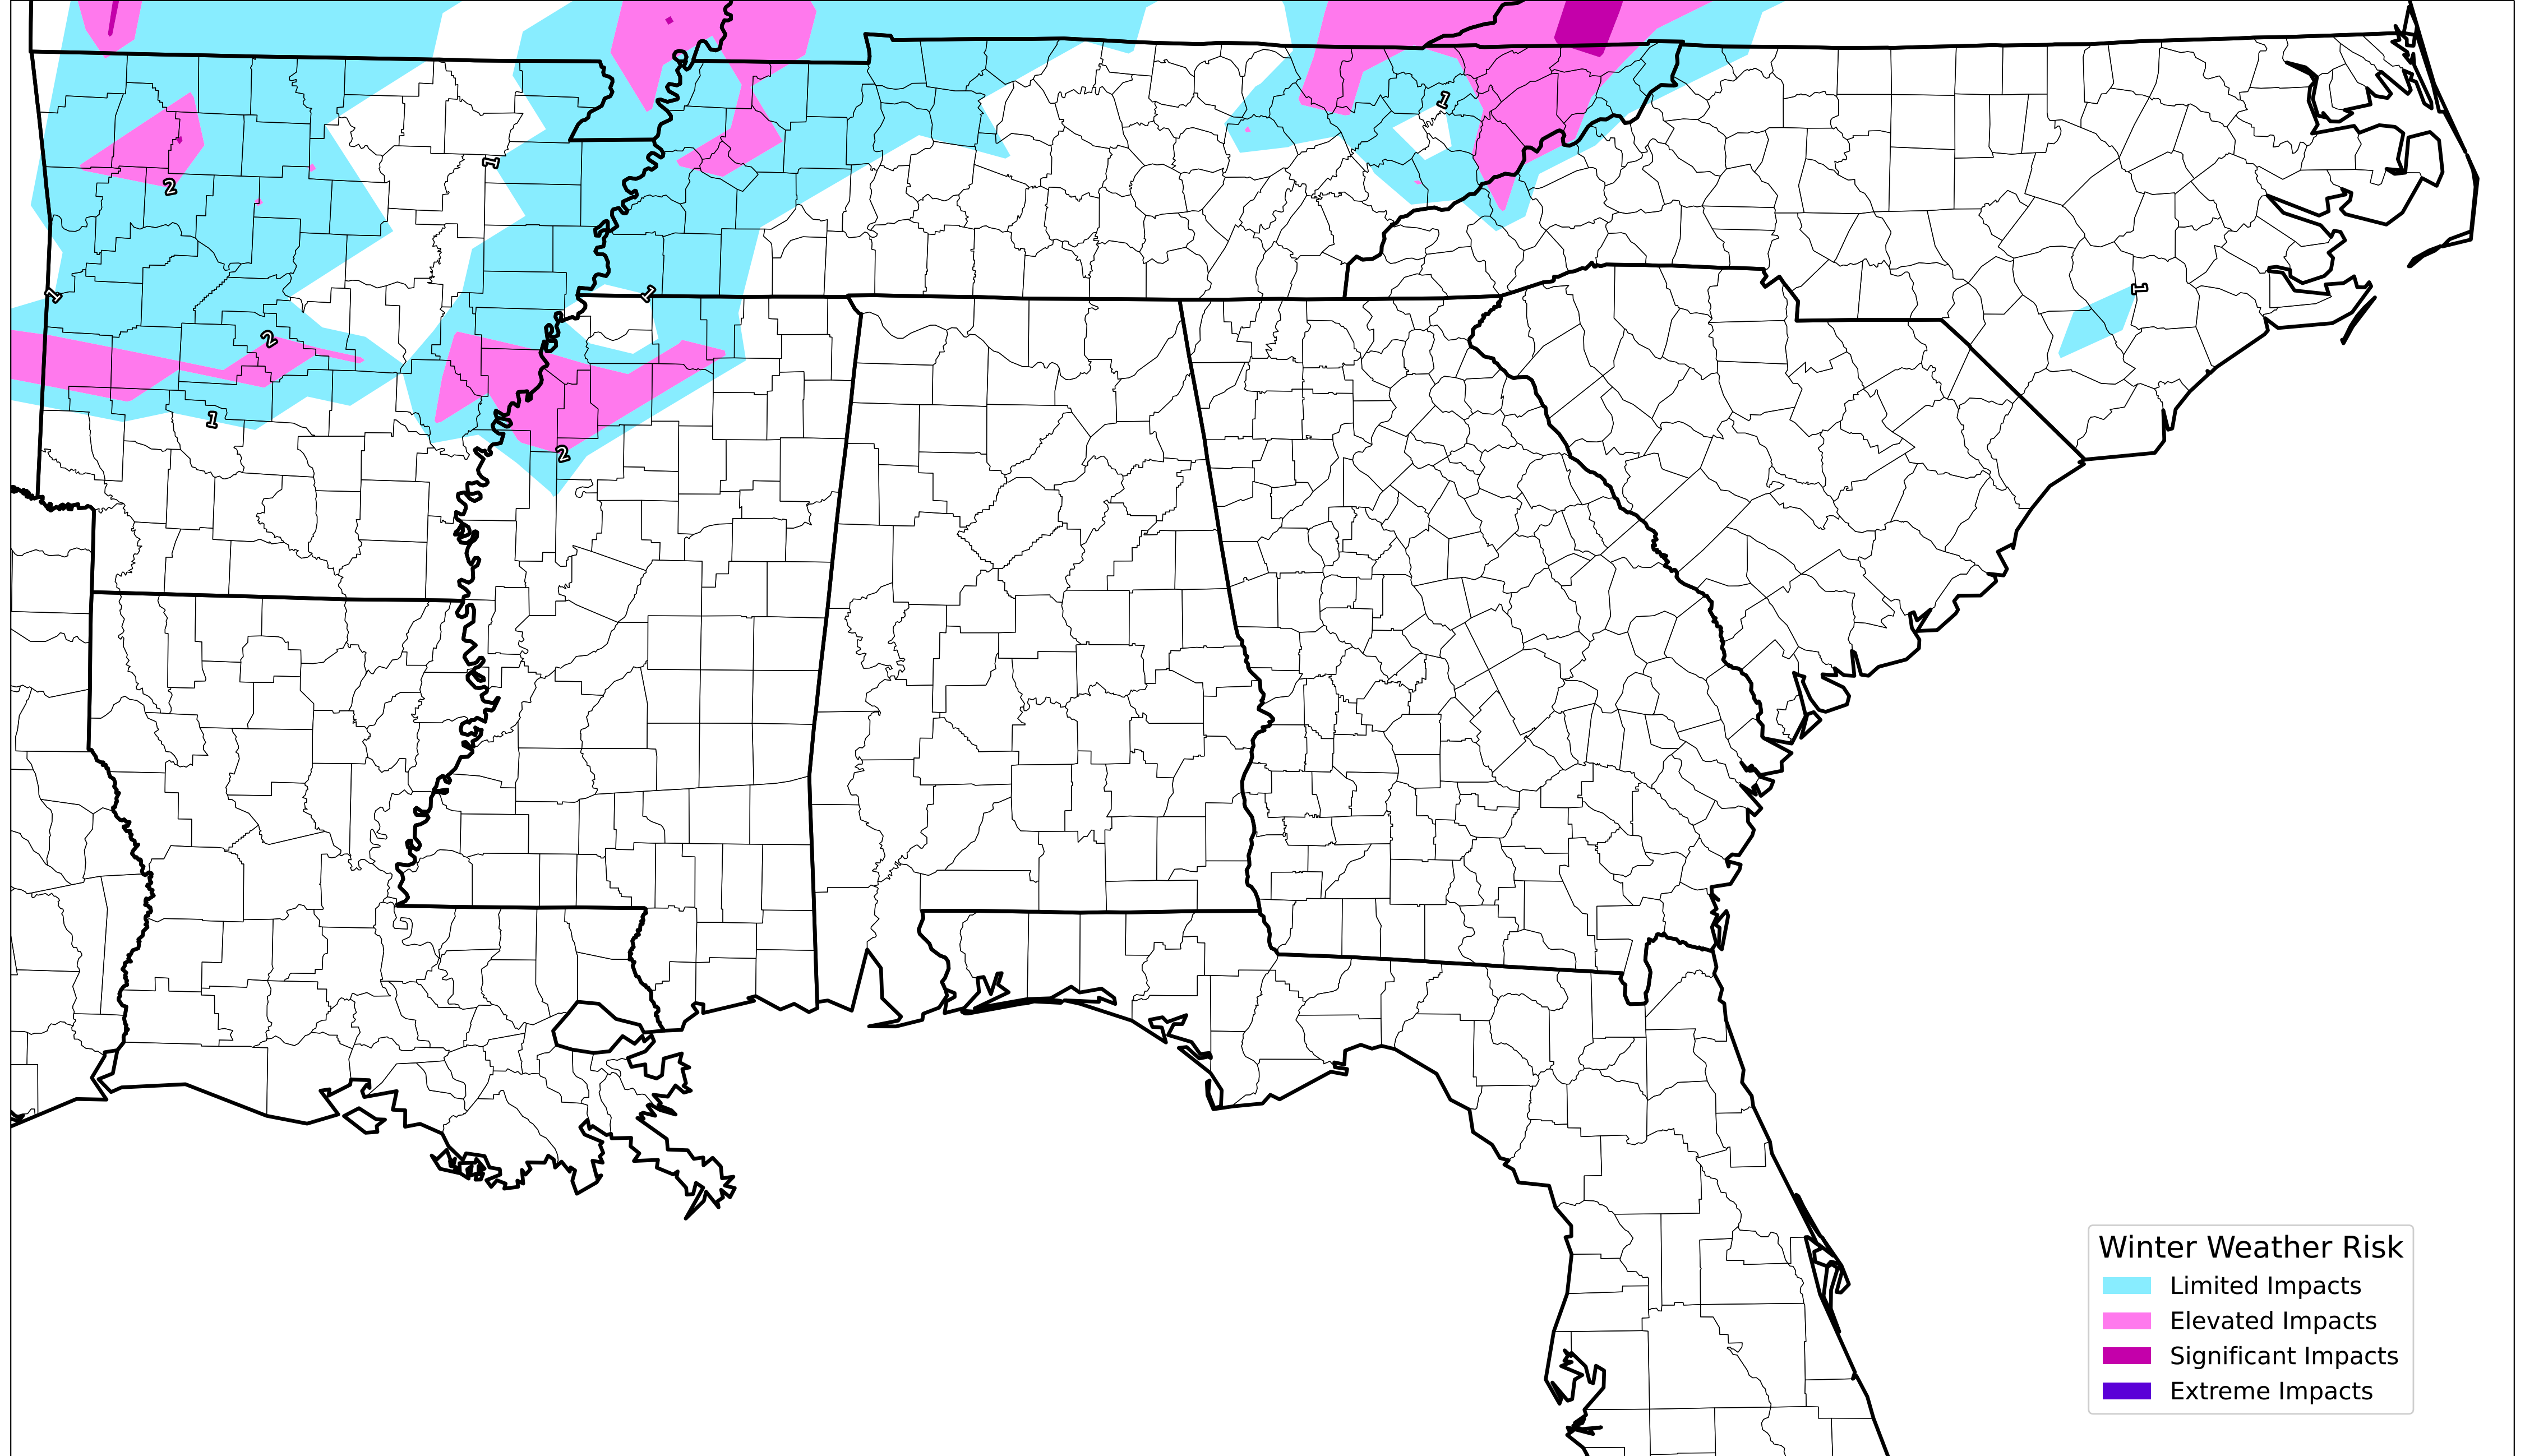 1
1
2
1
1
1
2
1
2
1
Winter Weather Risk
Limited Impacts
Elevated Impacts
Significant Impacts
Extreme Impacts